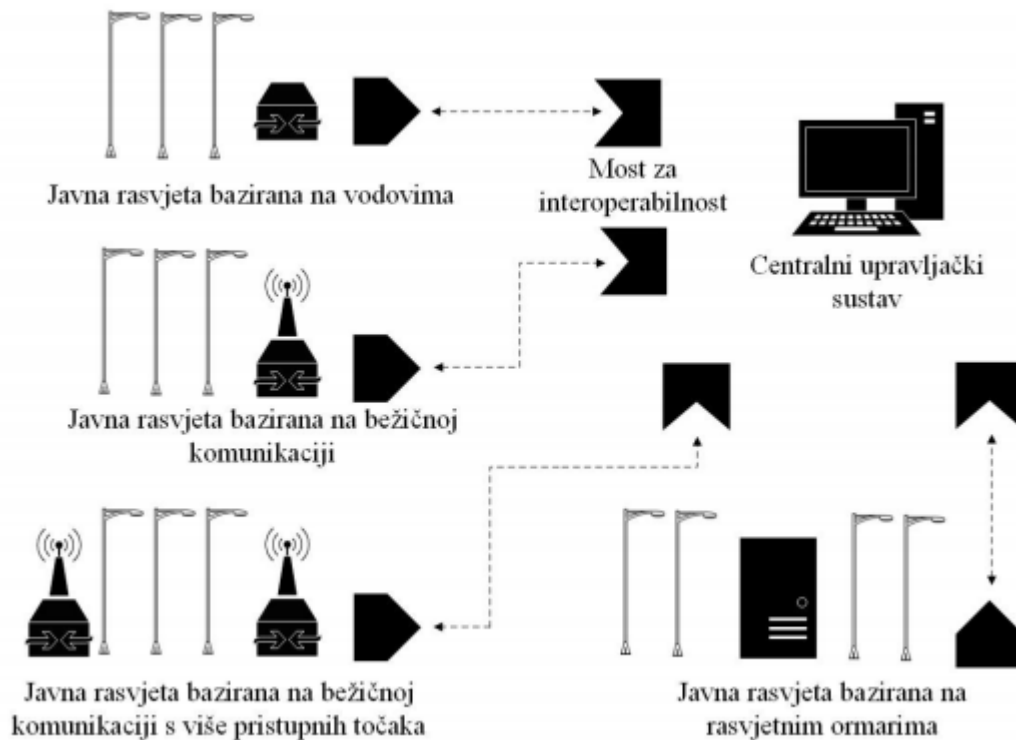 Javna rasvjeta bazirana na vodovima
Most za
interoperabilnost
Centralni upravljački
sustav
Javna rasvjeta bazirana na bežičnoj
komunikaciji
Javna rasvjeta bazirana na bežičnoj
komunikaciji s više pristupnih točaka
Javna rasvjeta bazirana na
rasvjetnim ormarima